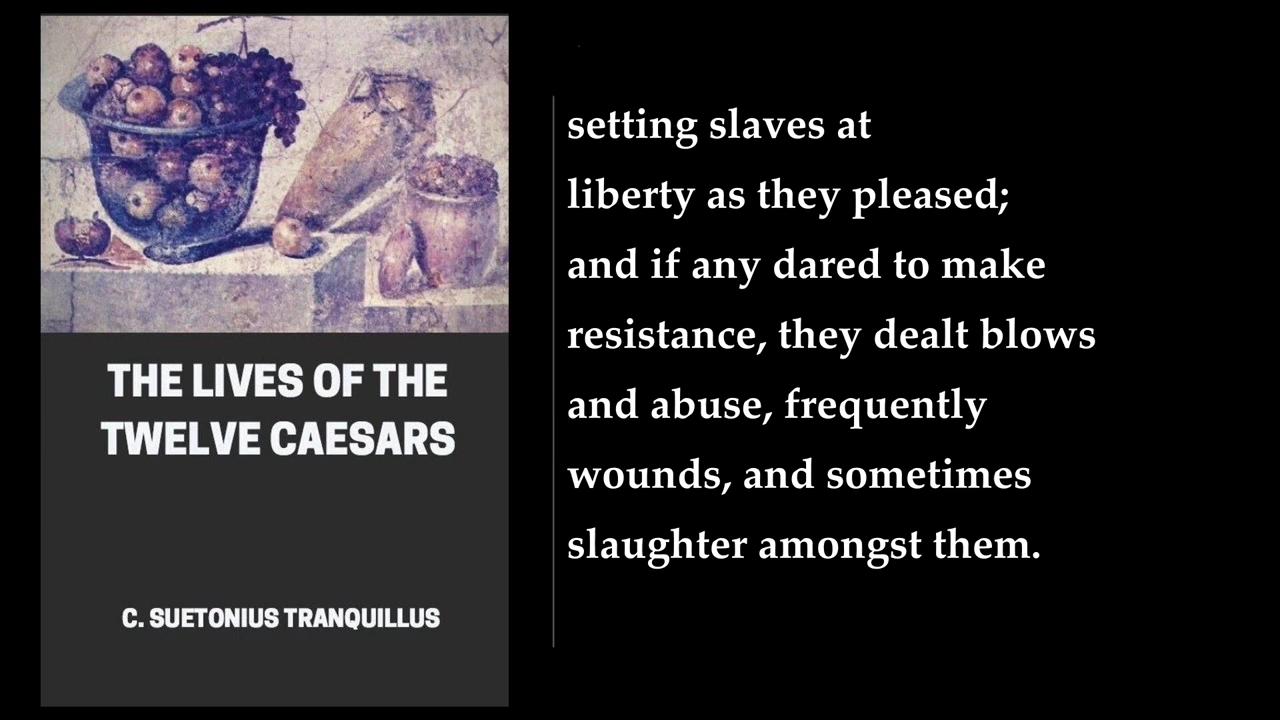 THE LIVES OF THE
TWELVE CAESARS
C. SUETONIUS TRANQUILLUS
setting slaves at
liberty as they pleased;
and if any dared to make
resistance, they dealt blows
and abuse, frequently
wounds, and sometimes
slaughter amongst them.